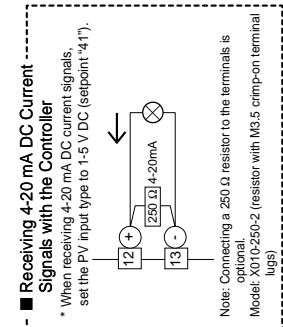 ■ Receiving 4-20 mA DC Current
Signals with the Controller
* When receiving 4-20 mA DC current signals,
set the PV input type to 1-5 V DC (setpoint "41").
12
+
250 Ω
4-20mA
13
-
Note: Connecting a 250 Ω resistor to the terminals is
optional.
Model: X010-250-2 (resistor with M3.5 crimp-on terminal
lugs)